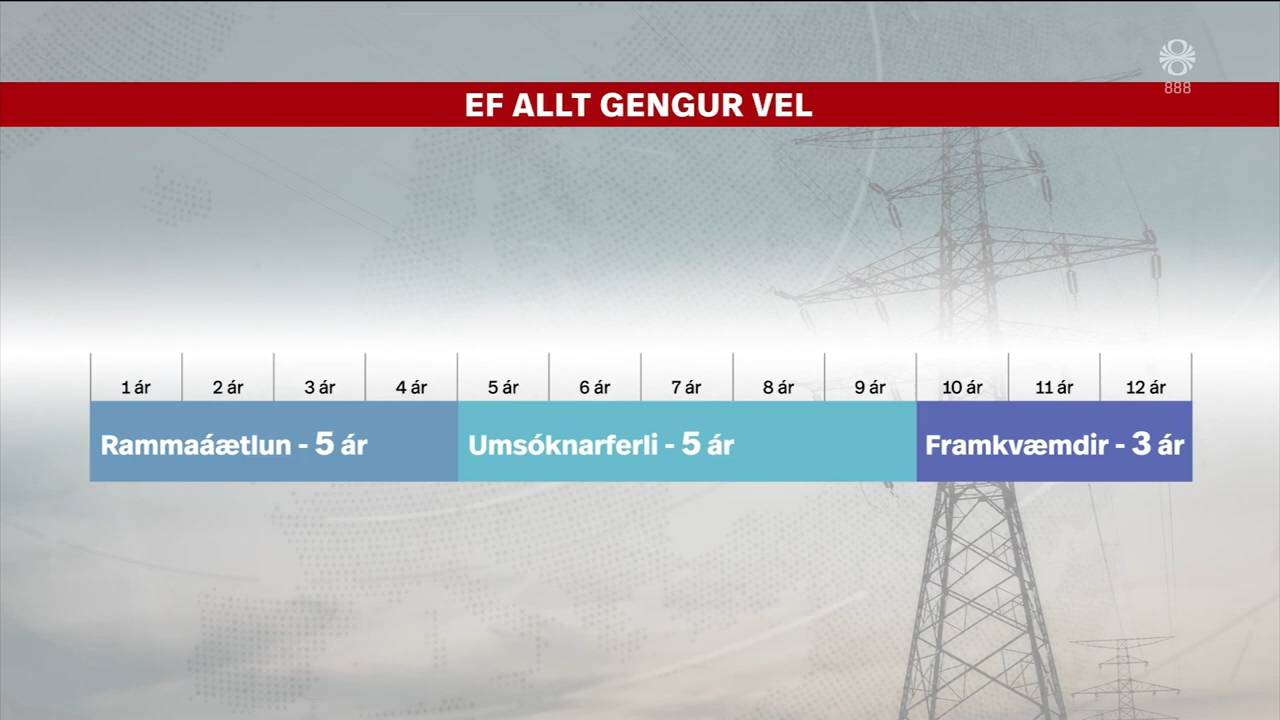 888
EF ALLT GENGUR VEL
1 ár 2 ár 3 ár 4 ár 5 ár 6 ár 7 ár 8 ár 9 ár 10 ár 11 ár 12 ár
Rammaáætlun - 5 ár Umsóknarferli - 5 ár Framkvæmdir - 3 ár